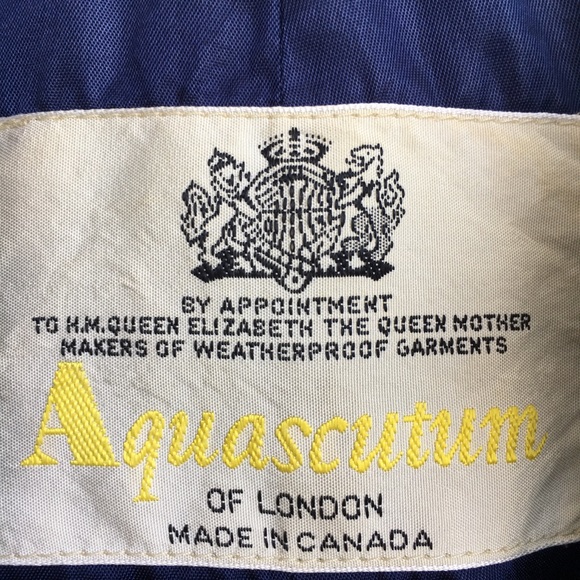 BY APPOINTMENT
TO H.M.QUEEN ELIZABETH THE QUEEN MOTHER
MAKERS OF WEATHERPROOF GARMENTS
Aquascutum
OF LONDON
MADE IN CANADA